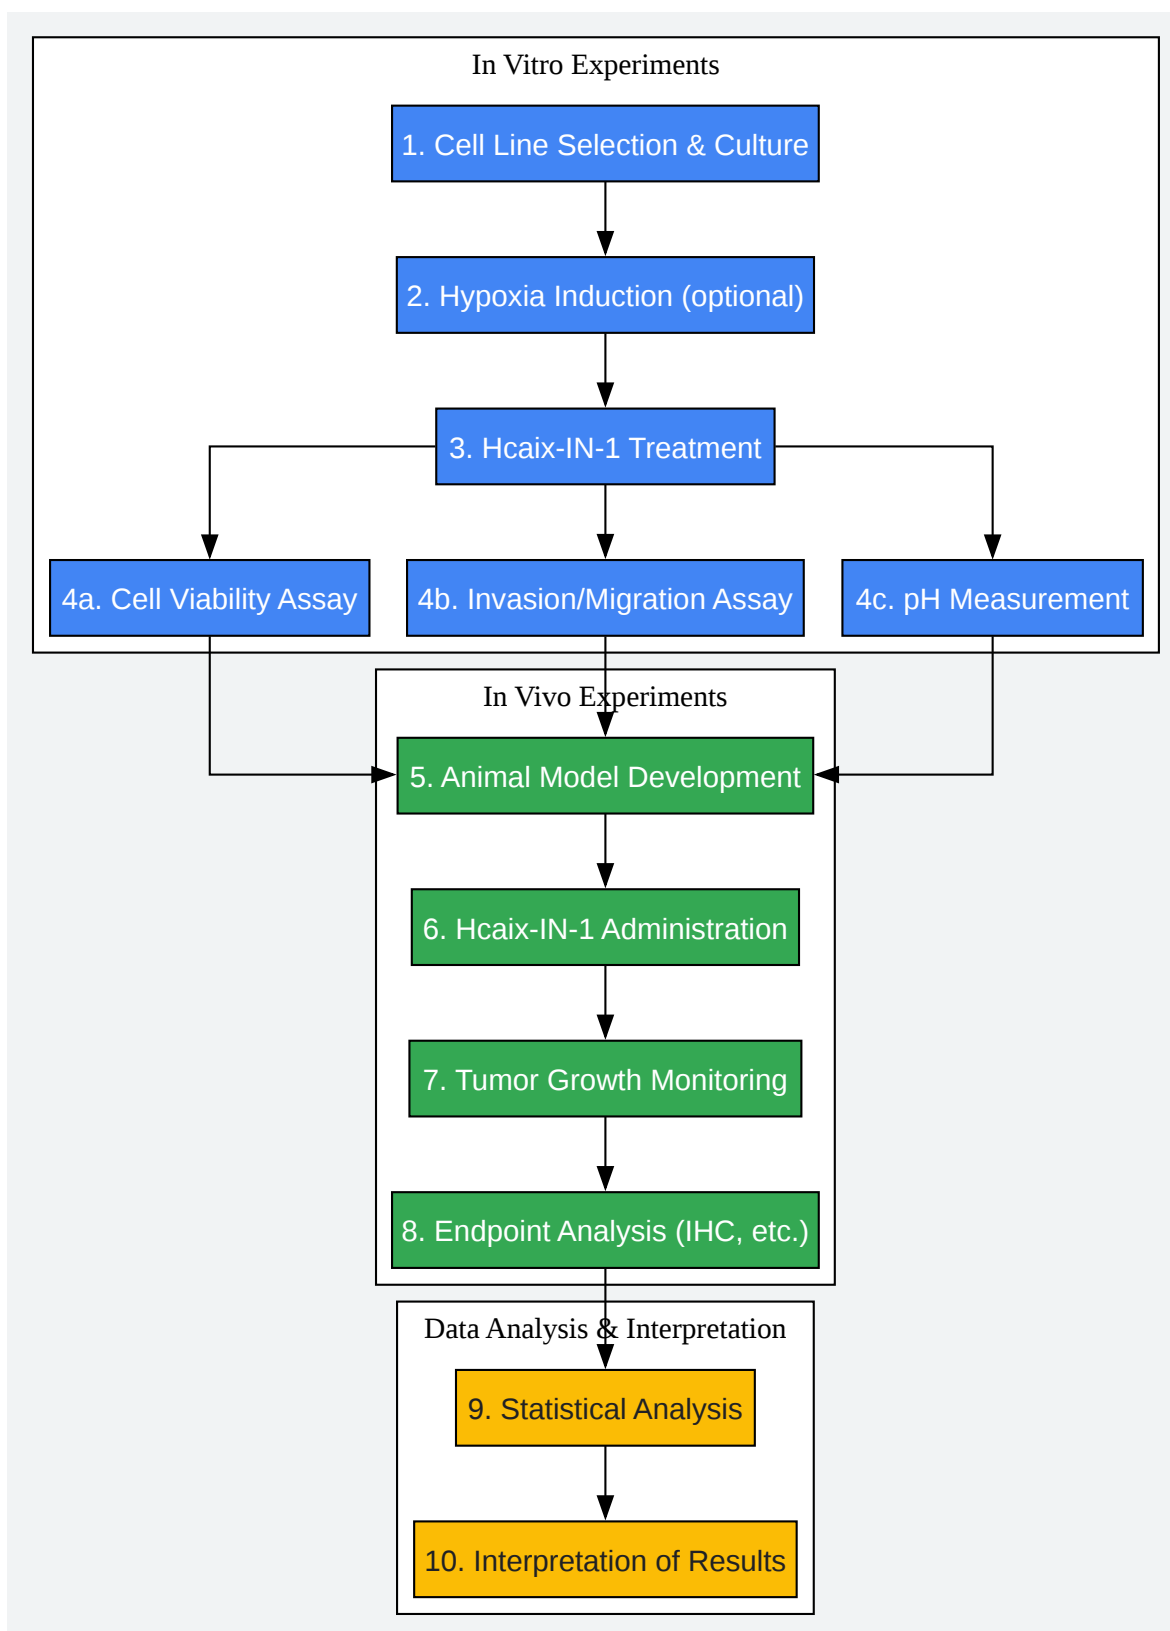 In Vitro Experiments
1. Cell Line Selection & Culture
2. Hypoxia Induction (optional)
3. Hcaix-IN-1 Treatment
4a. Cell Viability Assay
4b. Invasion/Migration Assay
4c. pH Measurement
In Vivo Experiments
5. Animal Model Development
6. Hcaix-IN-1 Administration
7. Tumor Growth Monitoring
8. Endpoint Analysis (IHC, etc.)
Data Analysis & Interpretation
9. Statistical Analysis
10. Interpretation of Results